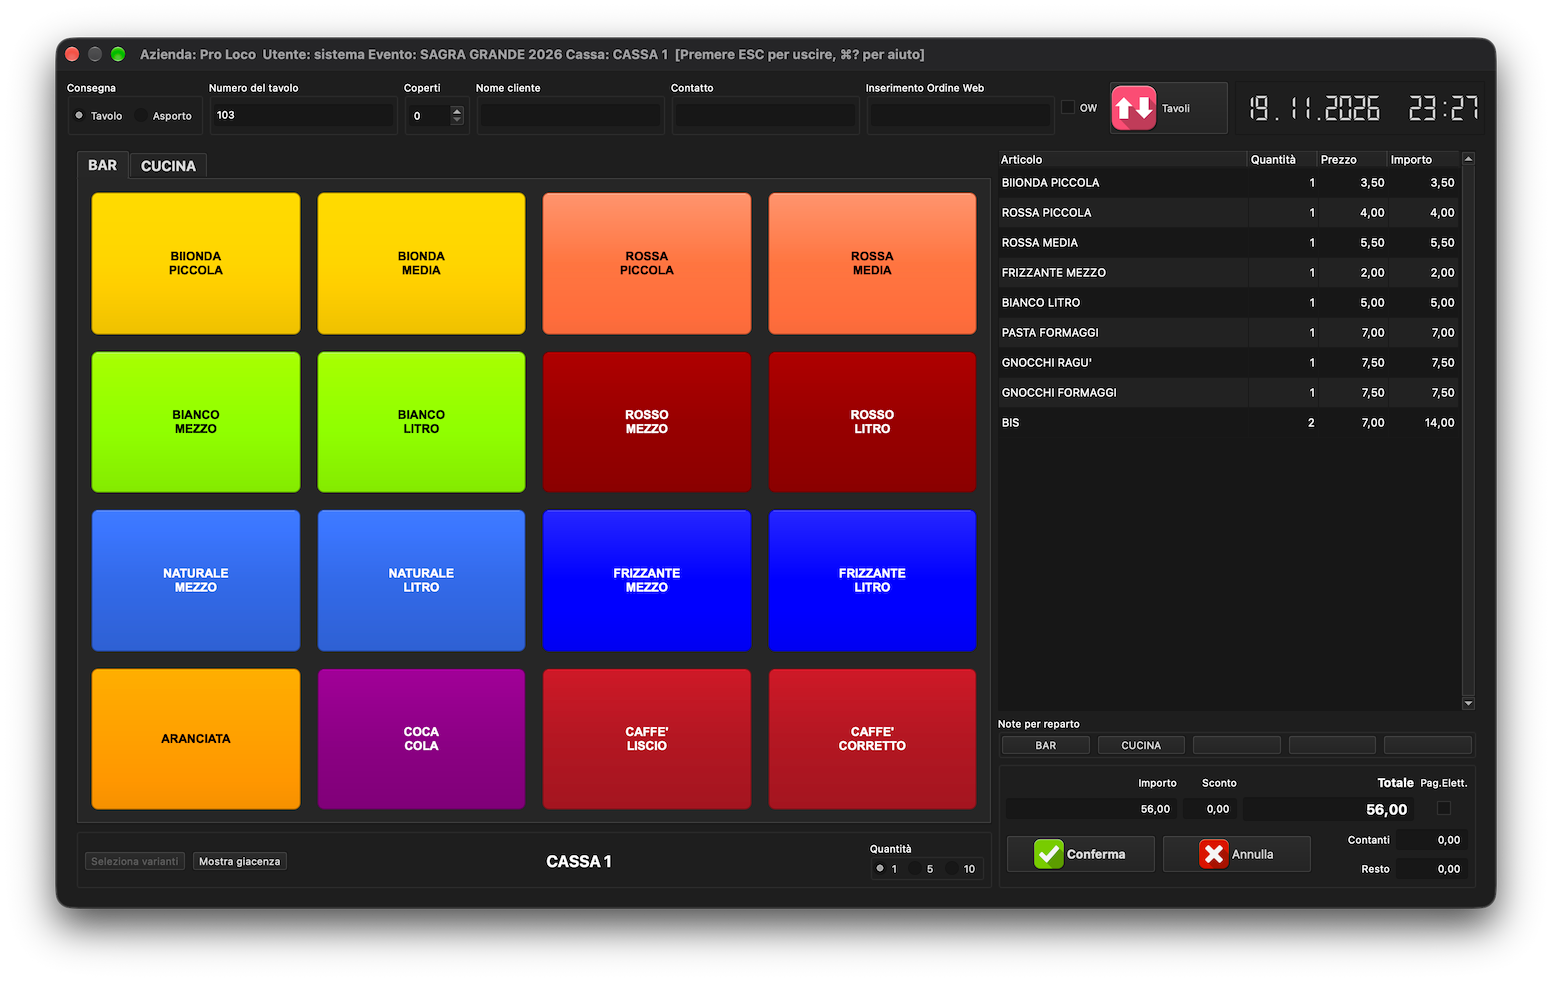 Azienda: Pro Loco  Utente: sistema Evento: SAGRA GRANDE 2026 Cassa: CASSA 1  [Premere ESC per uscire, ⌘? per aiuto]
Consegna
Tavolo Asporto
Numero del tavolo
103
Coperti
0
Nome cliente
Contatto
Inserimento Ordine Web
OW
Tavoli
19.11.2026 23:27
BAR CUCINA
BIIONDA
PICCOLA
BIONDA
MEDIA
ROSSA
PICCOLA
ROSSA
MEDIA
BIANCO
MEZZO
BIANCO
LITRO
ROSSO
MEZZO
ROSSO
LITRO
NATURALE
MEZZO
NATURALE
LITRO
FRIZZANTE
MEZZO
FRIZZANTE
LITRO
ARANCIATA
COCA
COLA
CAFFE'
LISCIO
CAFFE'
CORRETTO
Seleziona varianti
Mostra giacenza
CASSA 1
Quantità
1 5 10
Articolo Quantità Prezzo Importo
BIIONDA PICCOLA 1 3,50 3,50
ROSSA PICCOLA 1 4,00 4,00
ROSSA MEDIA 1 5,50 5,50
FRIZZANTE MEZZO 1 2,00 2,00
BIANCO LITRO 1 5,00 5,00
PASTA FORMAGGI 1 7,00 7,00
GNOCCHI RAGU' 1 7,50 7,50
GNOCCHI FORMAGGI 1 7,50 7,50
BIS 2 7,00 14,00
Note per reparto
BAR CUCINA
Importo Sconto Totale Pag.Elett.
56,00 0,00 56,00
Conferma
Annulla
Contanti 0,00
Resto 0,00